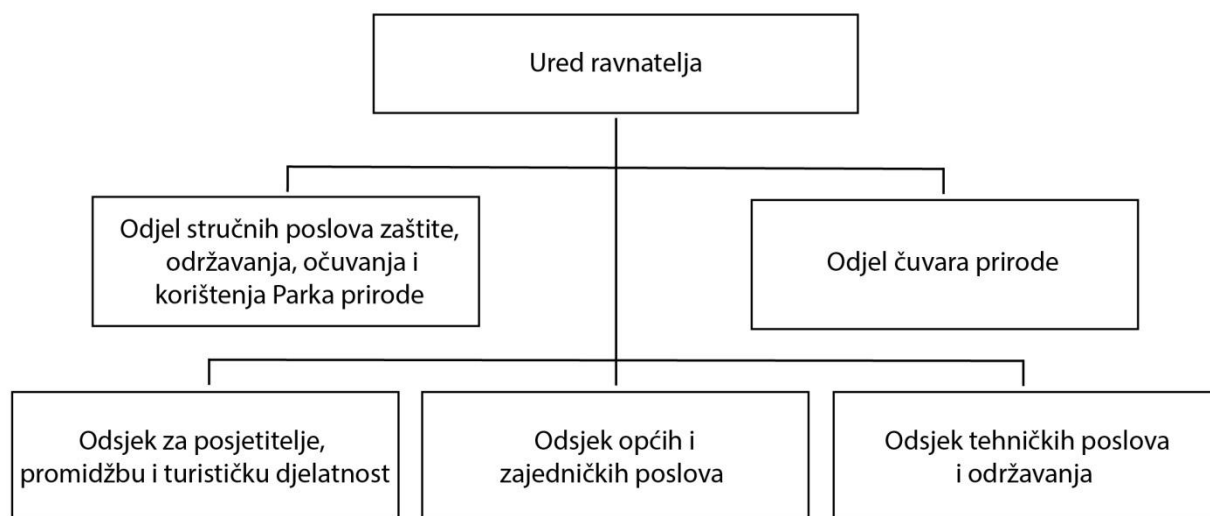 Ured ravnatelja
Odjel stručnih poslova zaštite,
održavanja, očuvanja i
korištenja Parka prirode
Odjel čuvara prirode
Odsjek za posjetitelje,
promidžbu i turističku djelatnost
Odsjek općih i
zajedničkih poslova
Odsjek tehničkih poslova
i održavanja